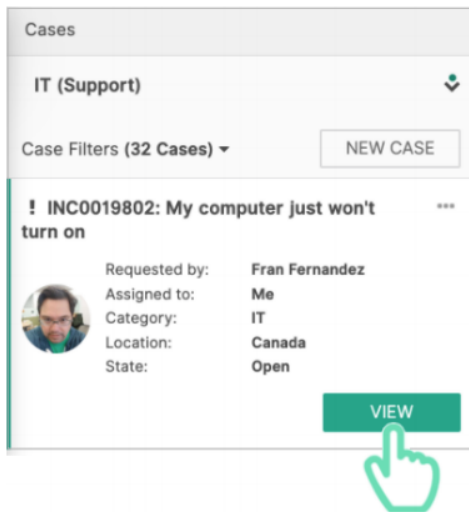 Cases
IT (Support)
Case Filters (32 Cases)
NEW CASE
! INC0019802: My computer just won't
turn on
Requested by: Fran Fernandez
Assigned to: Me
Category: IT
Location: Canada
State: Open
VIEW